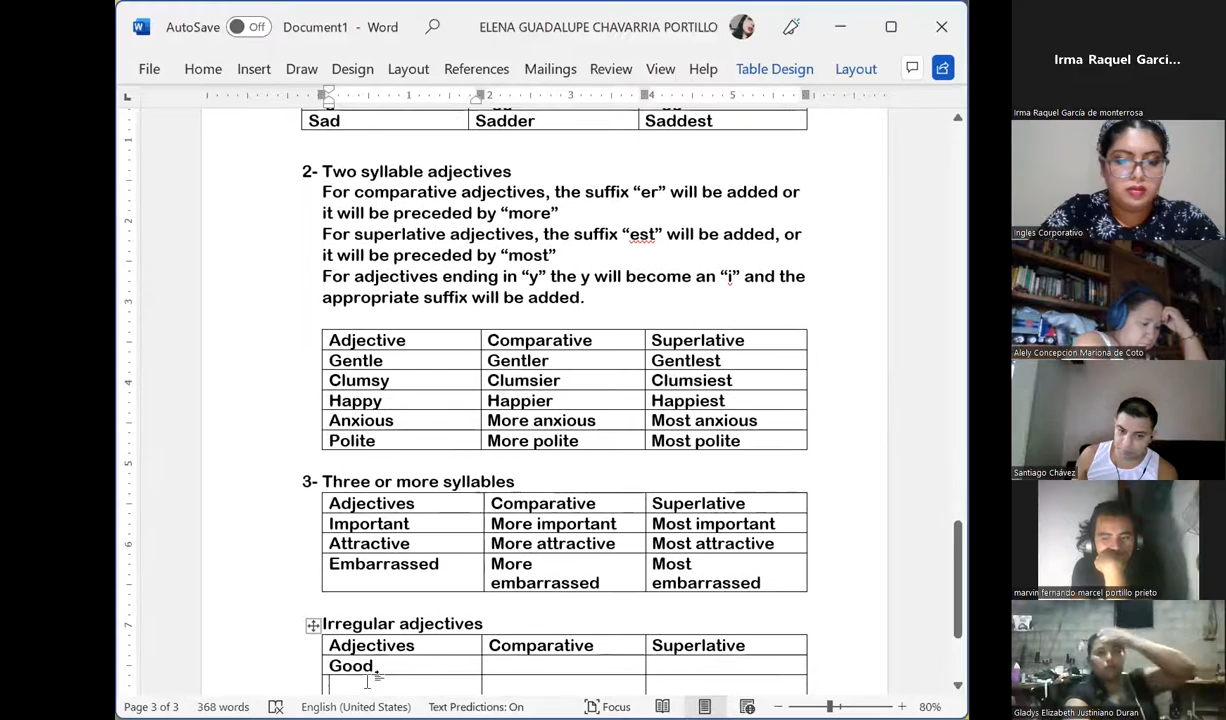 AutoSave Off Document1 - Word ELENA GUADALUPE CHAVARRIA PORTILLO
File Home Insert Draw Design Layout References Mailings Review View Help Table Design Layout
1 2 3 4 5
Sad Sadder Saddest
2- Two syllable adjectives
For comparative adjectives, the suffix “er” will be added or
it will be preceded by “more”
For superlative adjectives, the suffix “est” will be added, or
it will be preceded by “most”
For adjectives ending in “y” the y will become an “i” and the
appropriate suffix will be added.
Adjective Comparative Superlative
Gentle Gentler Gentlest
Clumsy Clumsier Clumsiest
Happy Happier Happiest
Anxious More anxious Most anxious
Polite More polite Most polite
3- Three or more syllables
Adjectives Comparative Superlative
Important More important Most important
Attractive More attractive Most attractive
Embarrassed More embarrassed Most embarrassed
Irregular adjectives
Adjectives Comparative Superlative
Good
Page 3 of 3 368 words English (United States) Text Predictions: On Focus 80%
Irma Raquel Garci...
Irma Raquel García de monterrosa
Ingles Corporativo
Alely Concepcion Mariona de Coto
Santiago Chávez
marvin fernando marcel portillo prieto
Gladys Elizabeth Justiniano Duran